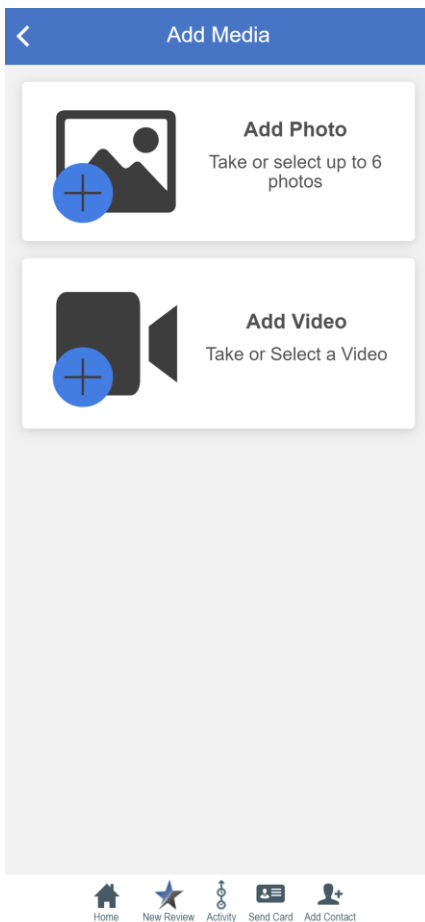 Add Media
Add Photo
Take or select up to 6
photos
Add Video
Take or Select a Video
Home New Review Activity Send Card Add Contact